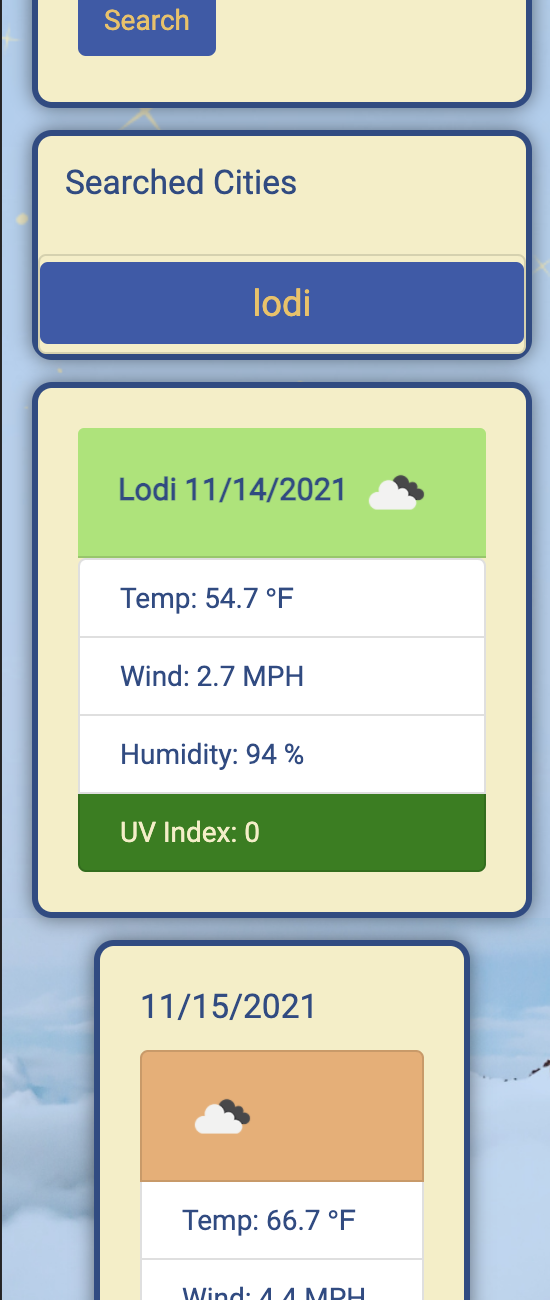 Search
Searched Cities
lodi
Lodi 11/14/2021
Temp: 54.7 °F
Wind: 2.7 MPH
Humidity: 94 %
UV Index: 0
11/15/2021
Temp: 66.7 °F
Wind: 4.4 MPH